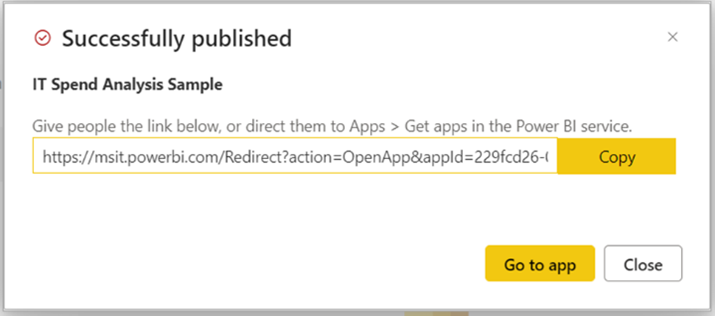 Successfully published
IT Spend Analysis Sample
Give people the link below, or direct them to Apps > Get apps in the Power BI service.
https://msit.powerbi.com/Redirect?action=OpenApp&appId=229fcd26-
Copy
Go to app
Close